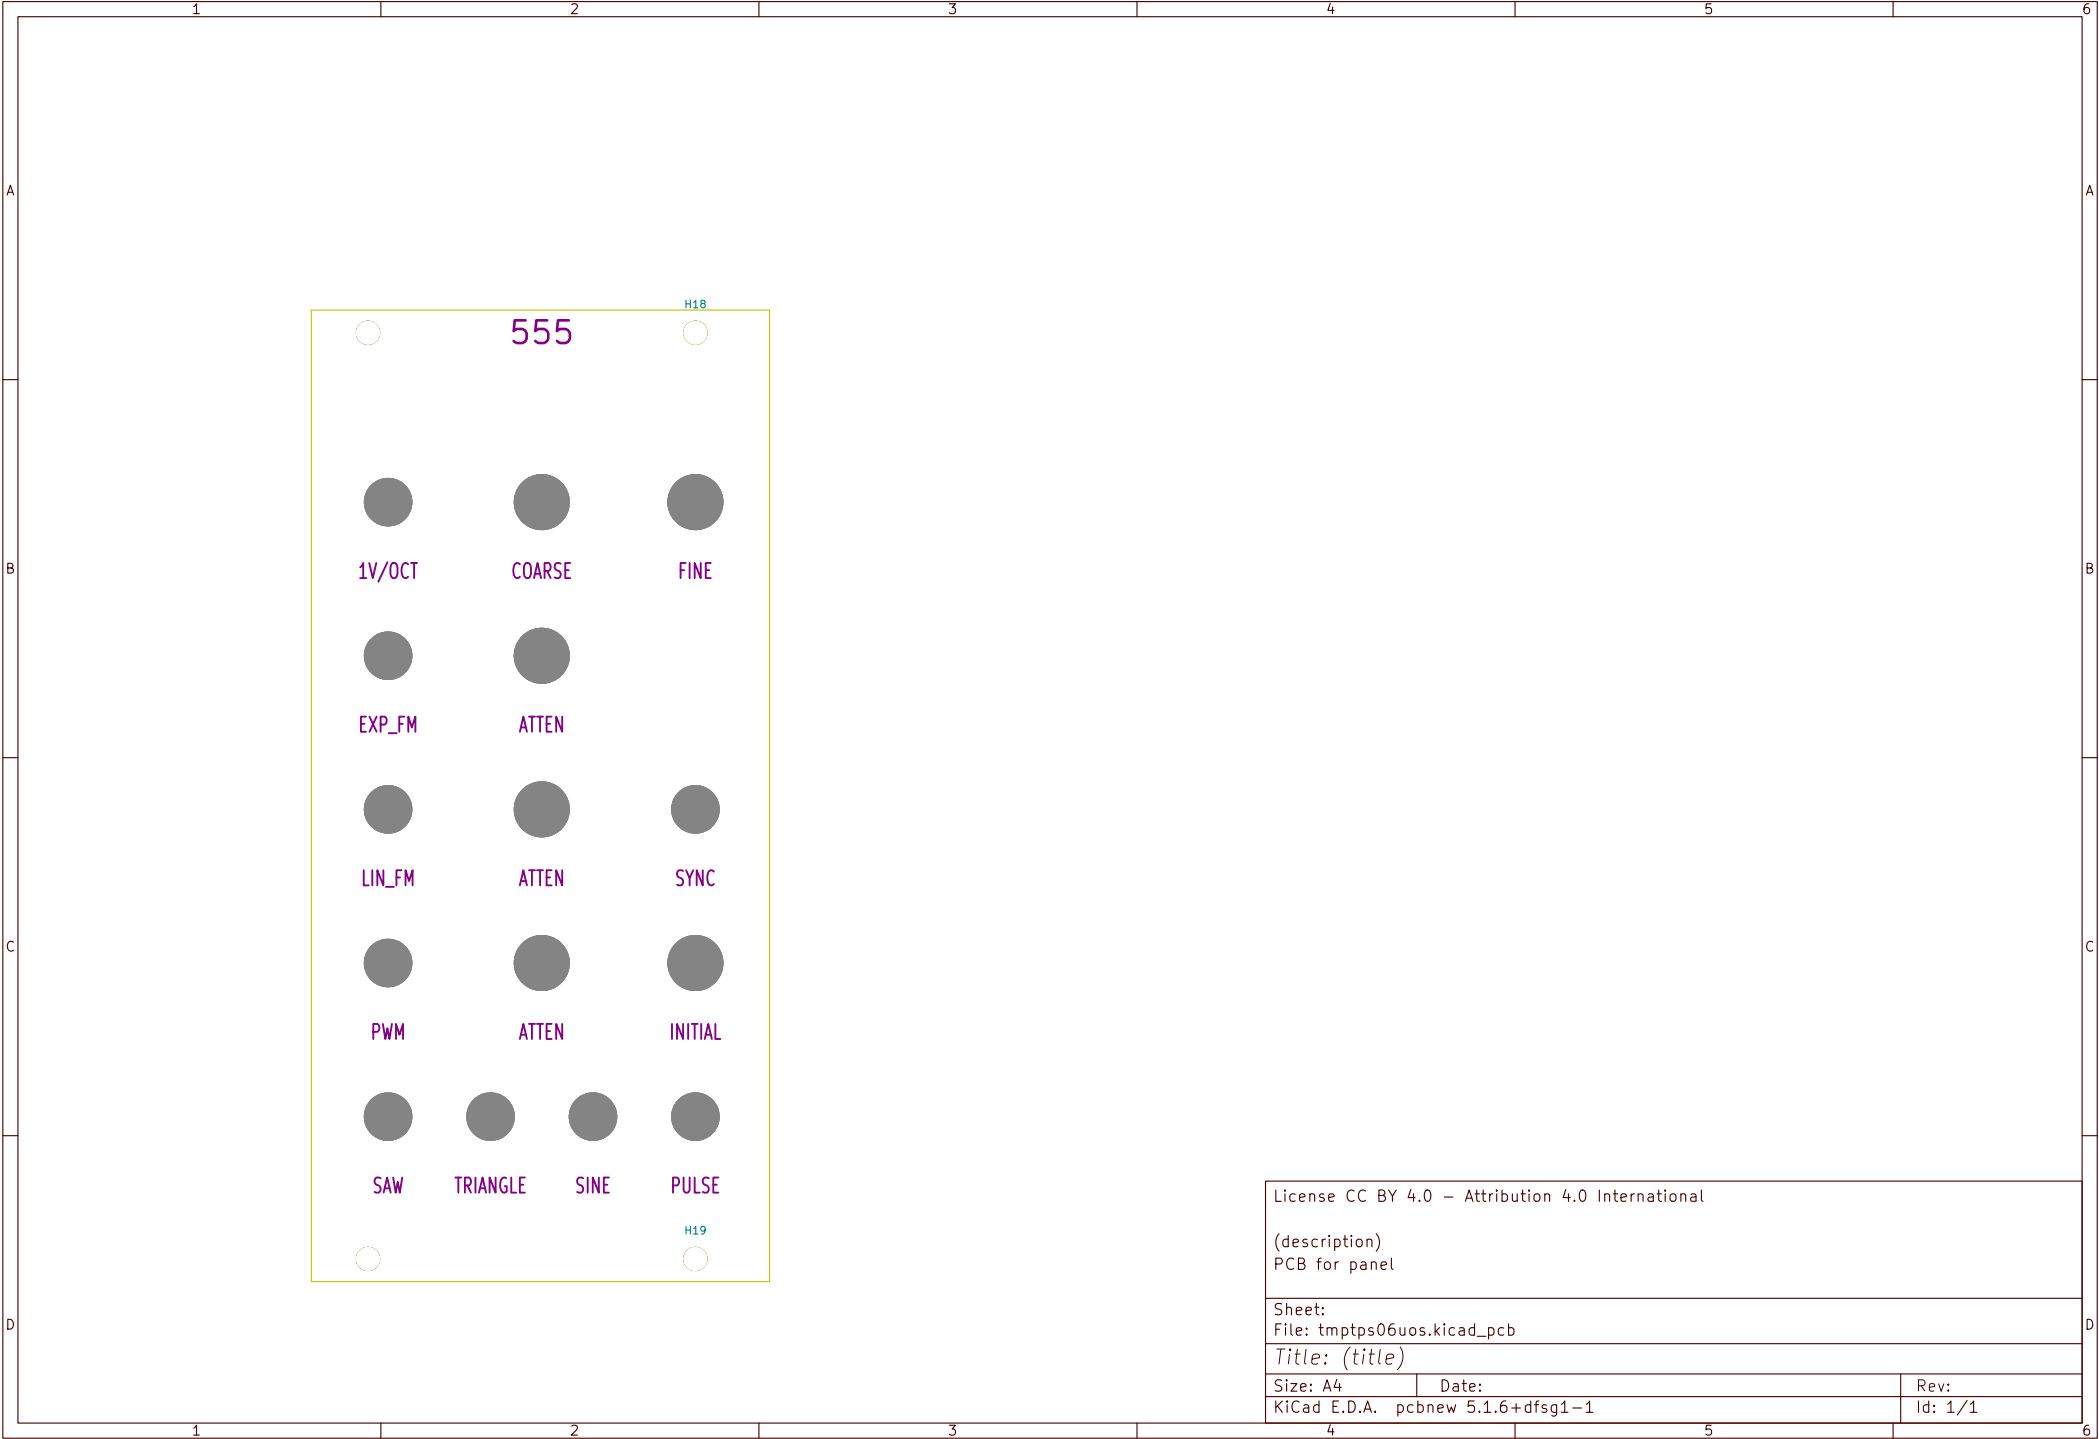 1 2 3 4 5 6
A A
H18
555
1V/OCT COARSE FINE
B B
EXP_FM ATTEN
LIN_FM ATTEN SYNC
C C
PWM ATTEN INITIAL
SAW TRIANGLE SINE PULSE
H19
License CC BY 4.0 - Attribution 4.0 International
(description)
PCB for panel
Sheet:
File: tmptps06uos.kicad_pcb
D D
Title: (title)
Size: A4 Date: Rev:
KiCad E.D.A. pcbnew 5.1.6+dfsg1-1 Id: 1/1
1 2 3 4 5 6